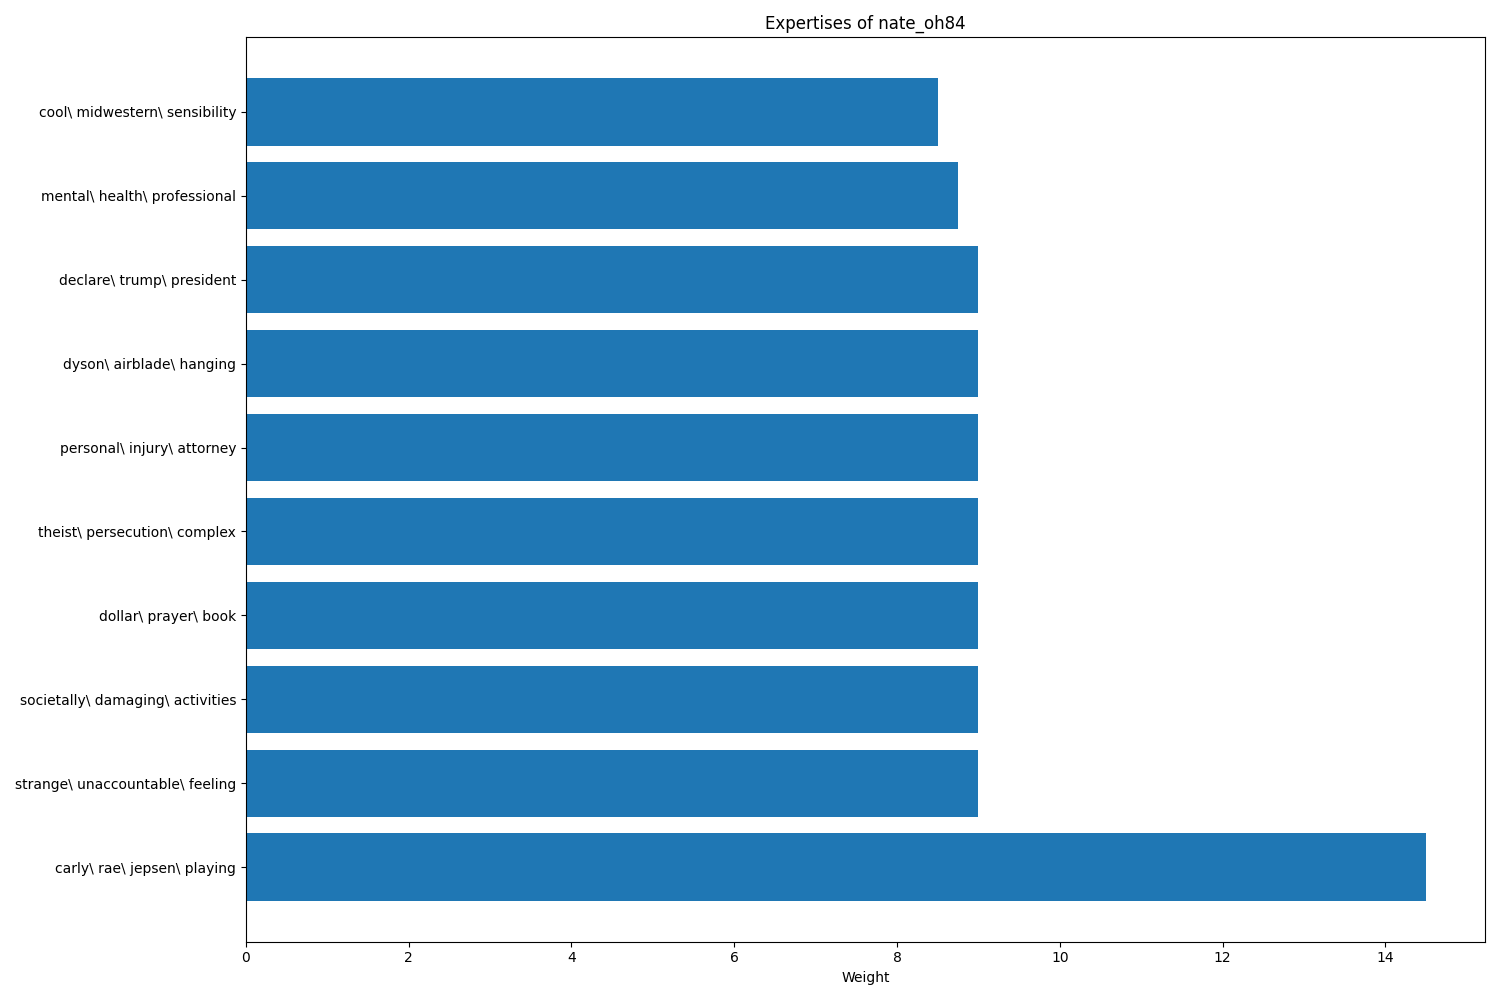 Expertises of nate_oh84
cool\ midwestern\ sensibility
mental\ health\ professional
declare\ trump\ president
dyson\ airblade\ hanging
personal\ injury\ attorney
theist\ persecution\ complex
dollar\ prayer\ book
societally\ damaging\ activities
strange\ unaccountable\ feeling
carly\ rae\ jepsen\ playing
0 2 4 6 8 10 12 14
Weight